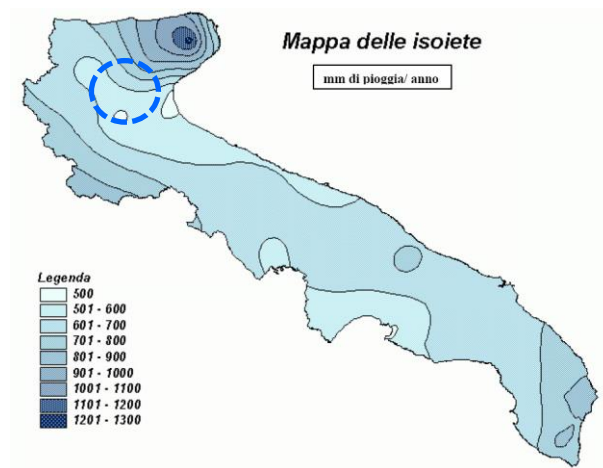 Mappa delle isoiete
mm di pioggia/ anno
Legenda
500
501 - 600
601 - 700
701 - 800
801 - 900
901 - 1000
1001 - 1100
1101 - 1200
1201 - 1300